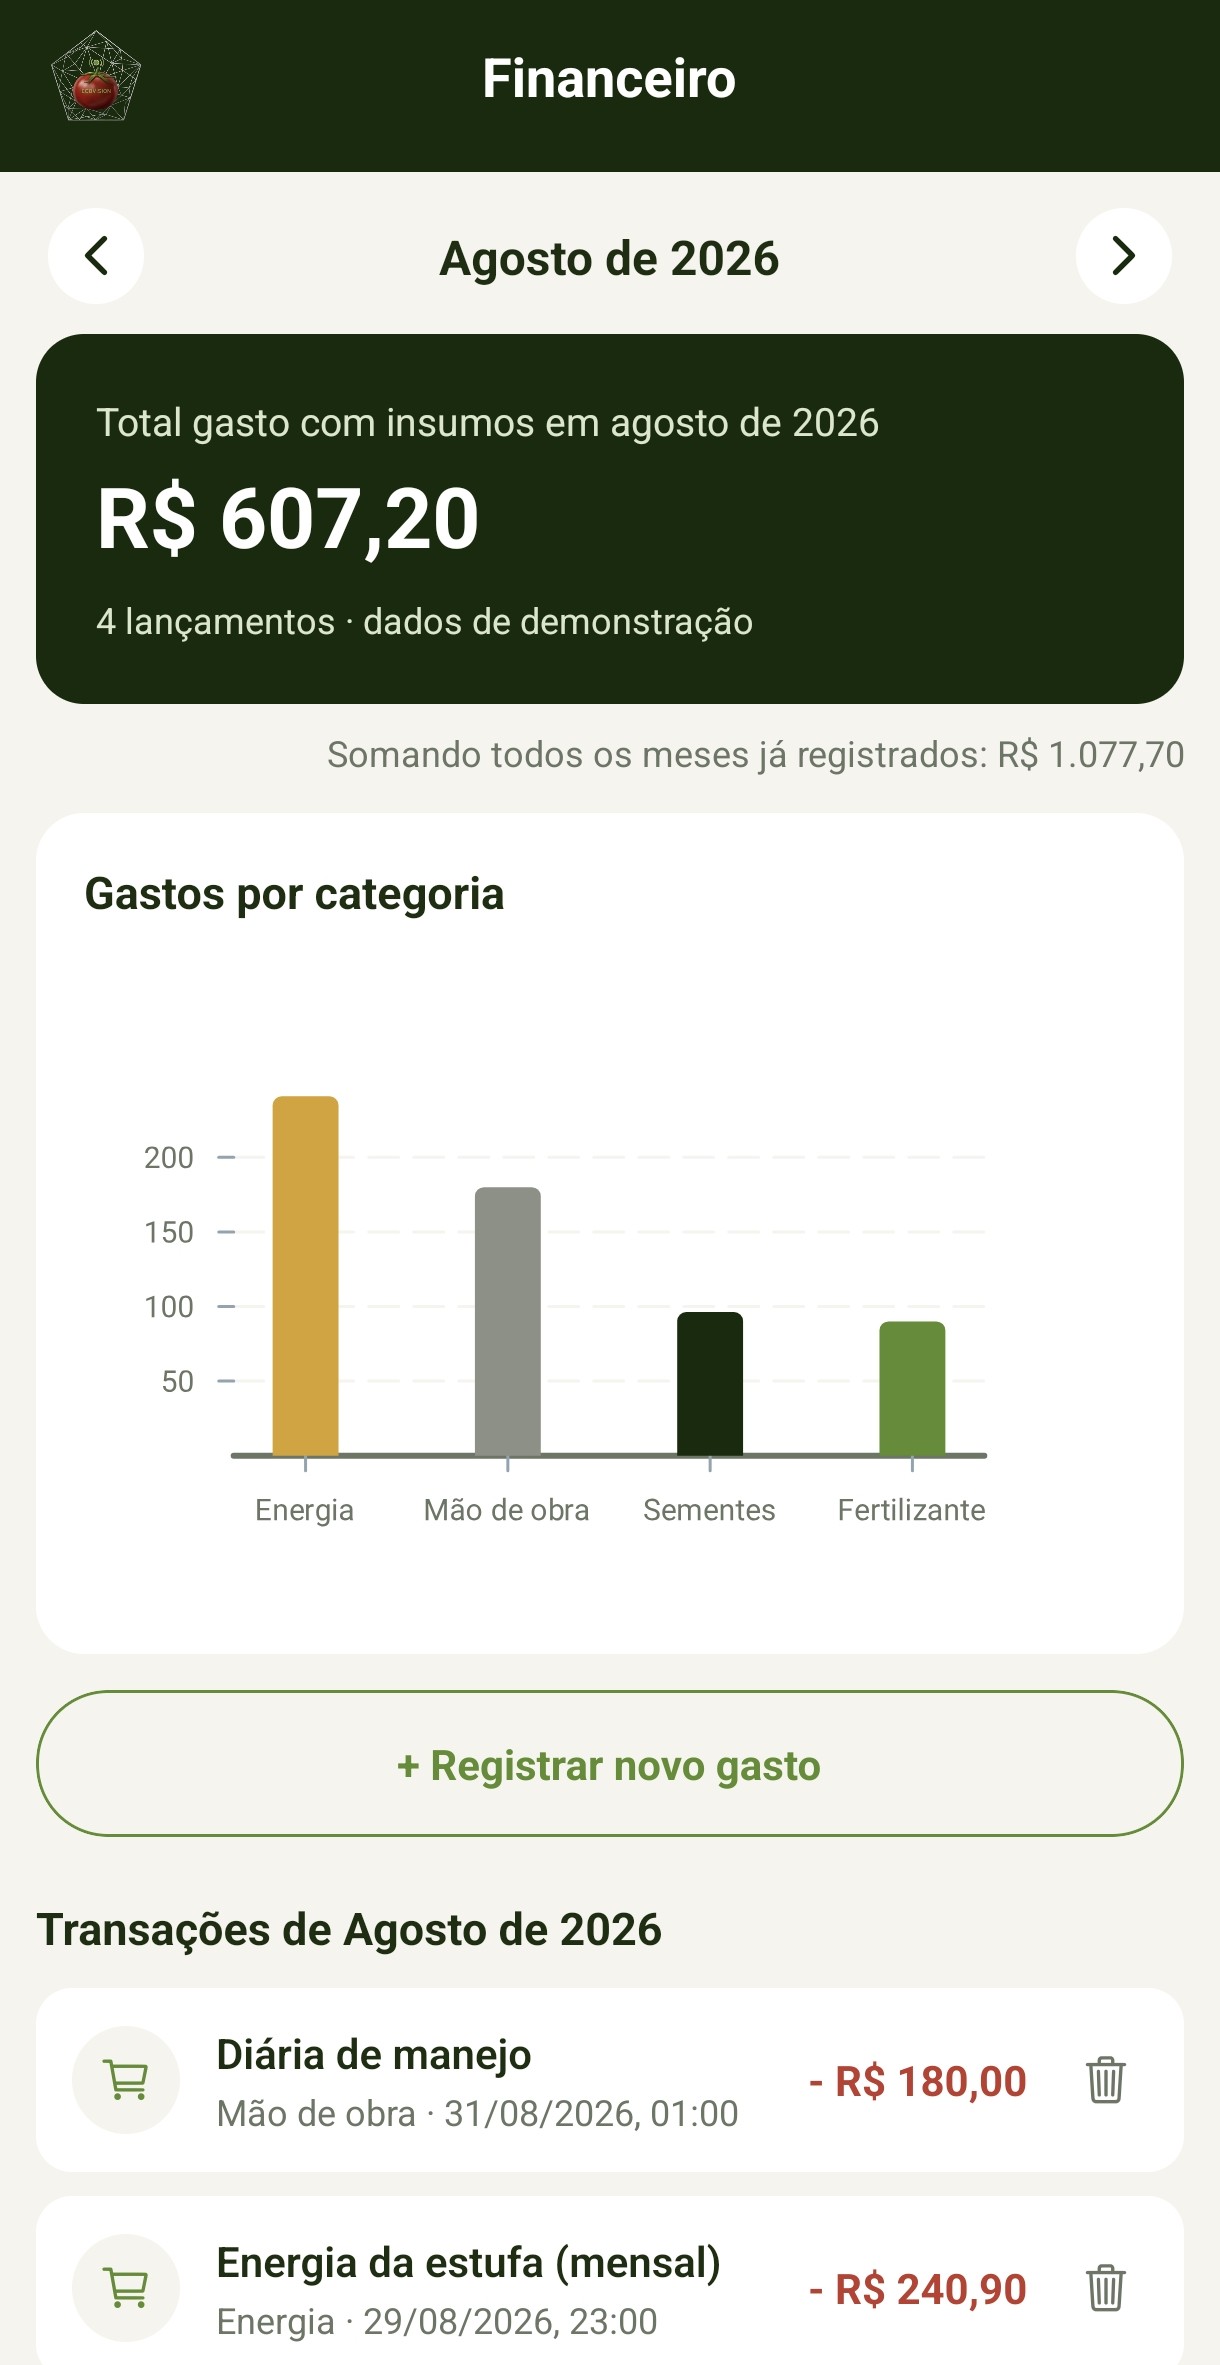 Financeiro
Agosto de 2026
Total gasto com insumos em agosto de 2026
R$ 607,20
4 lançamentos · dados de demonstração
Somando todos os meses já registrados: R$ 1.077,70
Gastos por categoria
200
150
100
50
Energia Mão de obra Sementes Fertilizante
+ Registrar novo gasto
Transações de Agosto de 2026
Diária de manejo
Mão de obra · 31/08/2026, 01:00
- R$ 180,00
Energia da estufa (mensal)
Energia · 29/08/2026, 23:00
- R$ 240,90